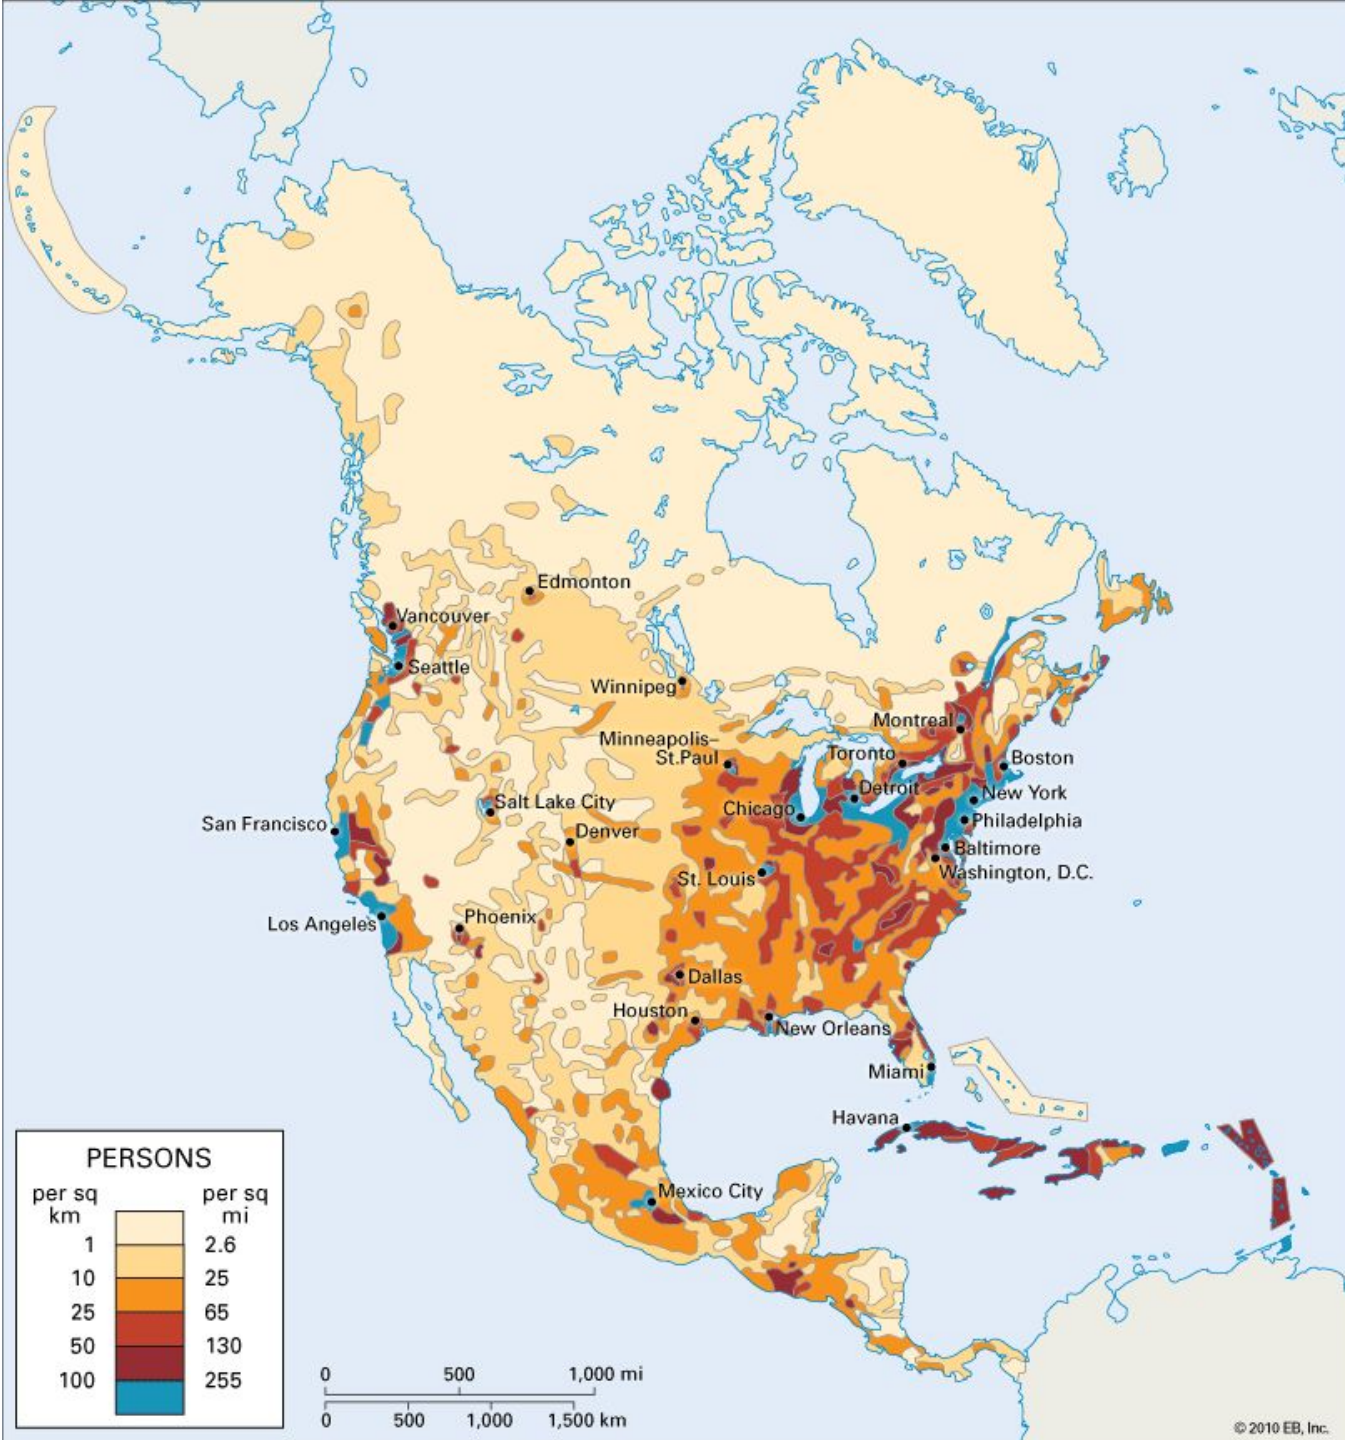 Edmonton
Vancouver
Seattle
Winnipeg
Montreal
Minneapolis–
St.Paul
Toronto
Boston
Detroit
New York
Salt Lake City
Chicago
Philadelphia
San Francisco
Denver
Baltimore
Washington, D.C.
St. Louis
Los Angeles
Phoenix
Dallas
Houston
New Orleans
Miami
Havana
Mexico City
PERSONS
per sq
km
per sq
mi
1 2.6
10 25
25 65
50 130
100 255
0 500 1,000 mi
0 500 1,000 1,500 km
© 2010 EB, Inc.